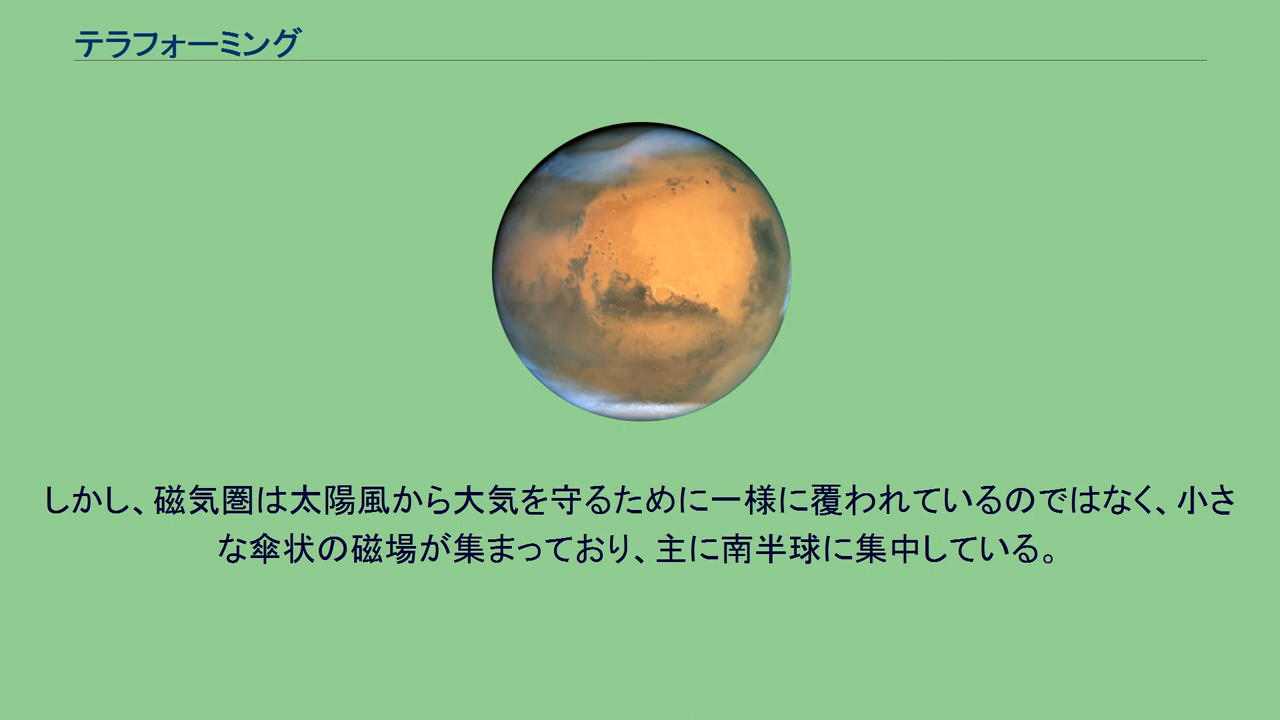 テラフォーミング
しかし、磁気圏は太陽風から大気を守るために一様に覆われているのではなく、小さ
な傘状の磁場が集まっており、主に南半球に集中している。